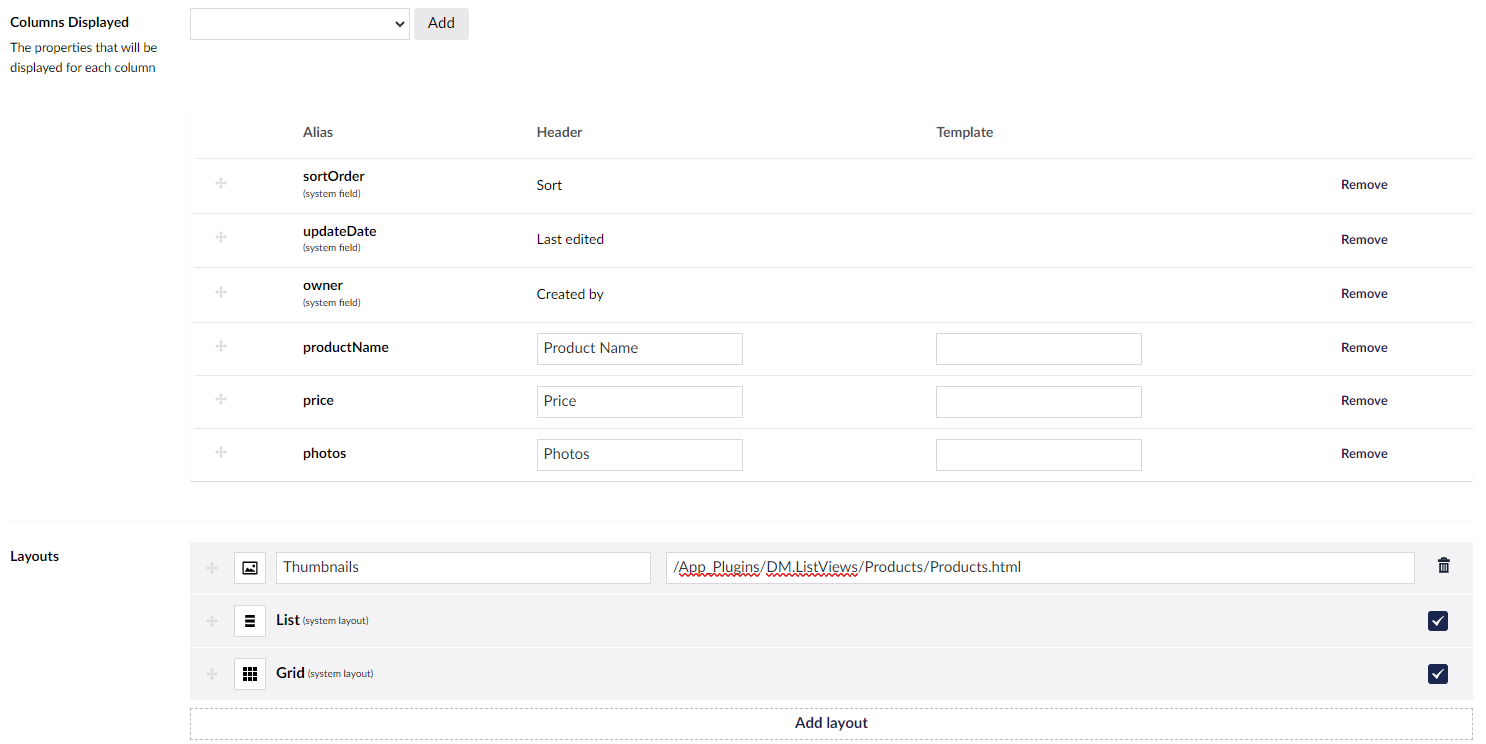 Columns Displayed
Add
The properties that will be
displayed for each column
Alias Header Template
sortOrder
(system field)
Sort
Remove
updateDate
(system field)
Last edited
Remove
owner
(system field)
Created by
Remove
productName
Product Name
Remove
price
Price
Remove
photos
Photos
Remove
Layouts
Thumbnails
/App_Plugins/DM.ListViews/Products/Products.html
List (system layout)
Grid (system layout)
Add layout